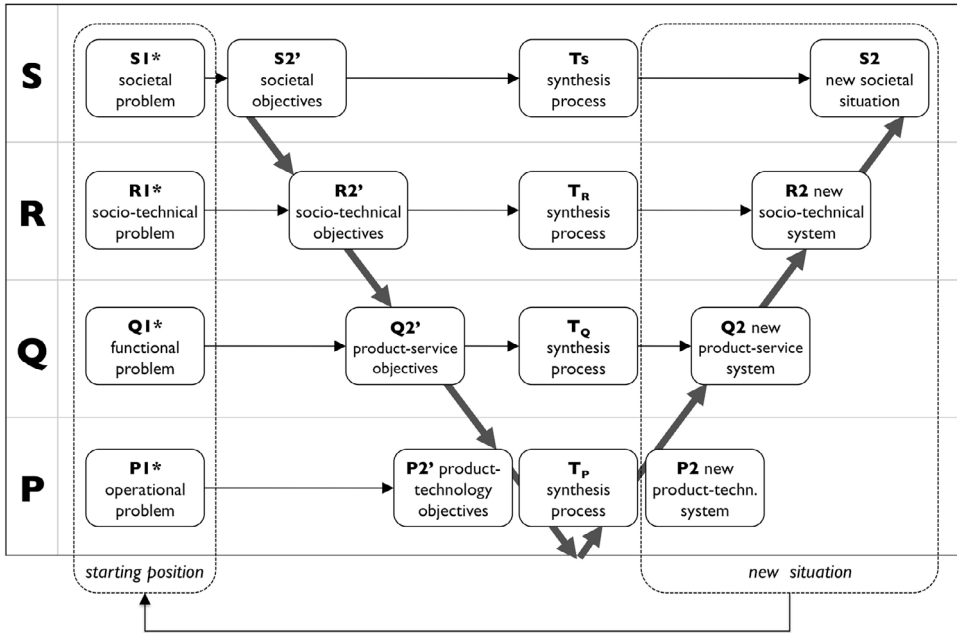 S
S1*
societal
problem
S2’
societal
objectives
Ts
synthesis
process
S2
new societal
situation
R
R1*
socio-technical
problem
R2’
socio-technical
objectives
TR
synthesis
process
R2 new
socio-technical
system
Q
Q1*
functional
problem
Q2’
product-service
objectives
TQ
synthesis
process
Q2 new
product-service
system
P
P1*
operational
problem
P2’ product-
technology
objectives
TP
synthesis
process
P2 new
product-techn.
system
starting position
new situation